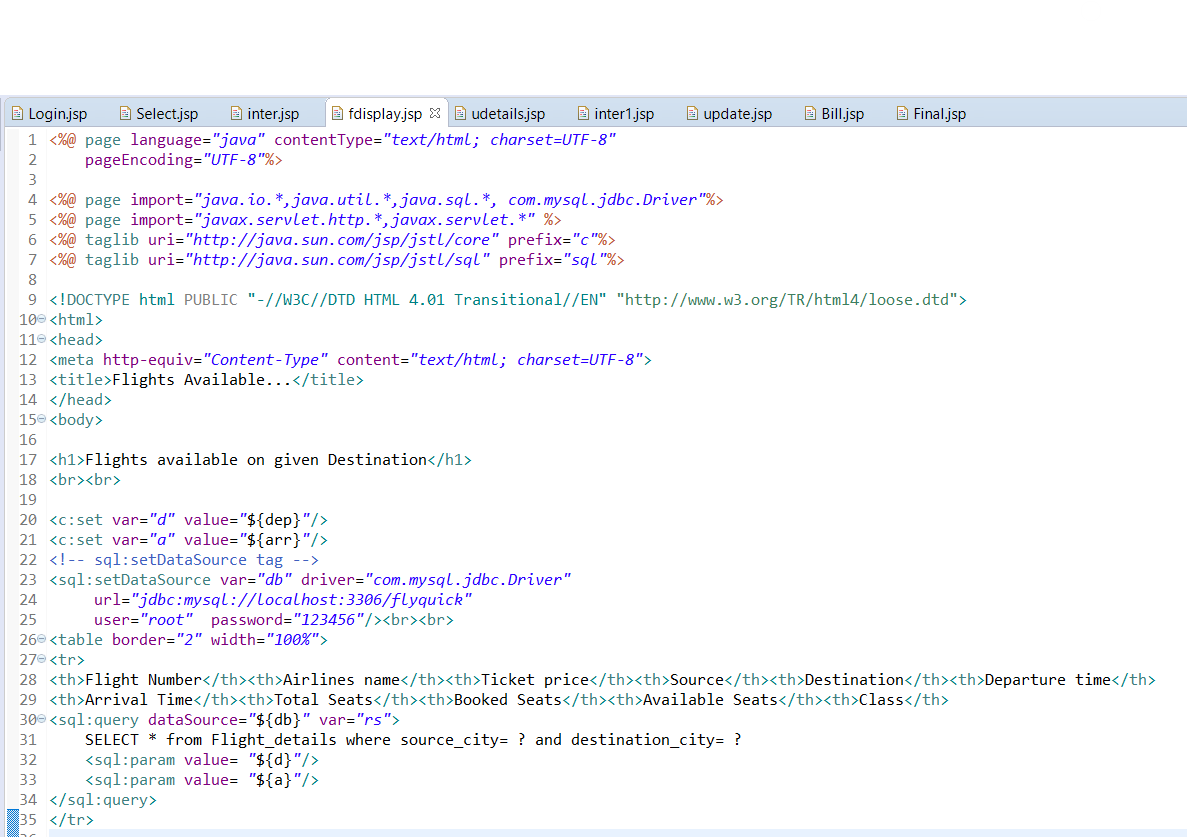 Login.jsp Select.jsp inter.jsp fdisplay.jsp udetails.jsp inter1.jsp update.jsp Bill.jsp Final.jsp
1 <%@ page language="java" contentType="text/html; charset=UTF-8"
2 pageEncoding="UTF-8"%>
3
4 <%@ page import="java.io.*,java.util.*,java.sql.*, com.mysql.jdbc.Driver"%>
5 <%@ page import="javax.servlet.http.*,javax.servlet.*" %>
6 <%@ taglib uri="http://java.sun.com/jsp/jstl/core" prefix="c"%>
7 <%@ taglib uri="http://java.sun.com/jsp/jstl/sql" prefix="sql"%>
8
9 <!DOCTYPE html PUBLIC "-//W3C//DTD HTML 4.01 Transitional//EN" "http://www.w3.org/TR/html4/loose.dtd">
10 <html>
11 <head>
12 <meta http-equiv="Content-Type" content="text/html; charset=UTF-8">
13 <title>Flights Available...</title>
14 </head>
15 <body>
16
17 <h1>Flights available on given Destination</h1>
18 <br><br>
19
20 <c:set var="d" value="${dep}"/>
21 <c:set var="a" value="${arr}"/>
22 <!-- sql:setDataSource tag -->
23 <sql:setDataSource var="db" driver="com.mysql.jdbc.Driver"
24 url="jdbc:mysql://localhost:3306/flyquick"
25 user="root" password="123456"/><br><br>
26 <table border="2" width="100%">
27 <tr>
28 <th>Flight Number</th><th>Airlines name</th><th>Ticket price</th><th>Source</th><th>Destination</th><th>Departure time</th>
29 <th>Arrival Time</th><th>Total Seats</th><th>Booked Seats</th><th>Available Seats</th><th>Class</th>
30 <sql:query dataSource="${db}" var="rs">
31 SELECT * from Flight_details where source_city= ? and destination_city= ?
32 <sql:param value= "${d}"/>
33 <sql:param value= "${a}"/>
34 </sql:query>
35 </tr>